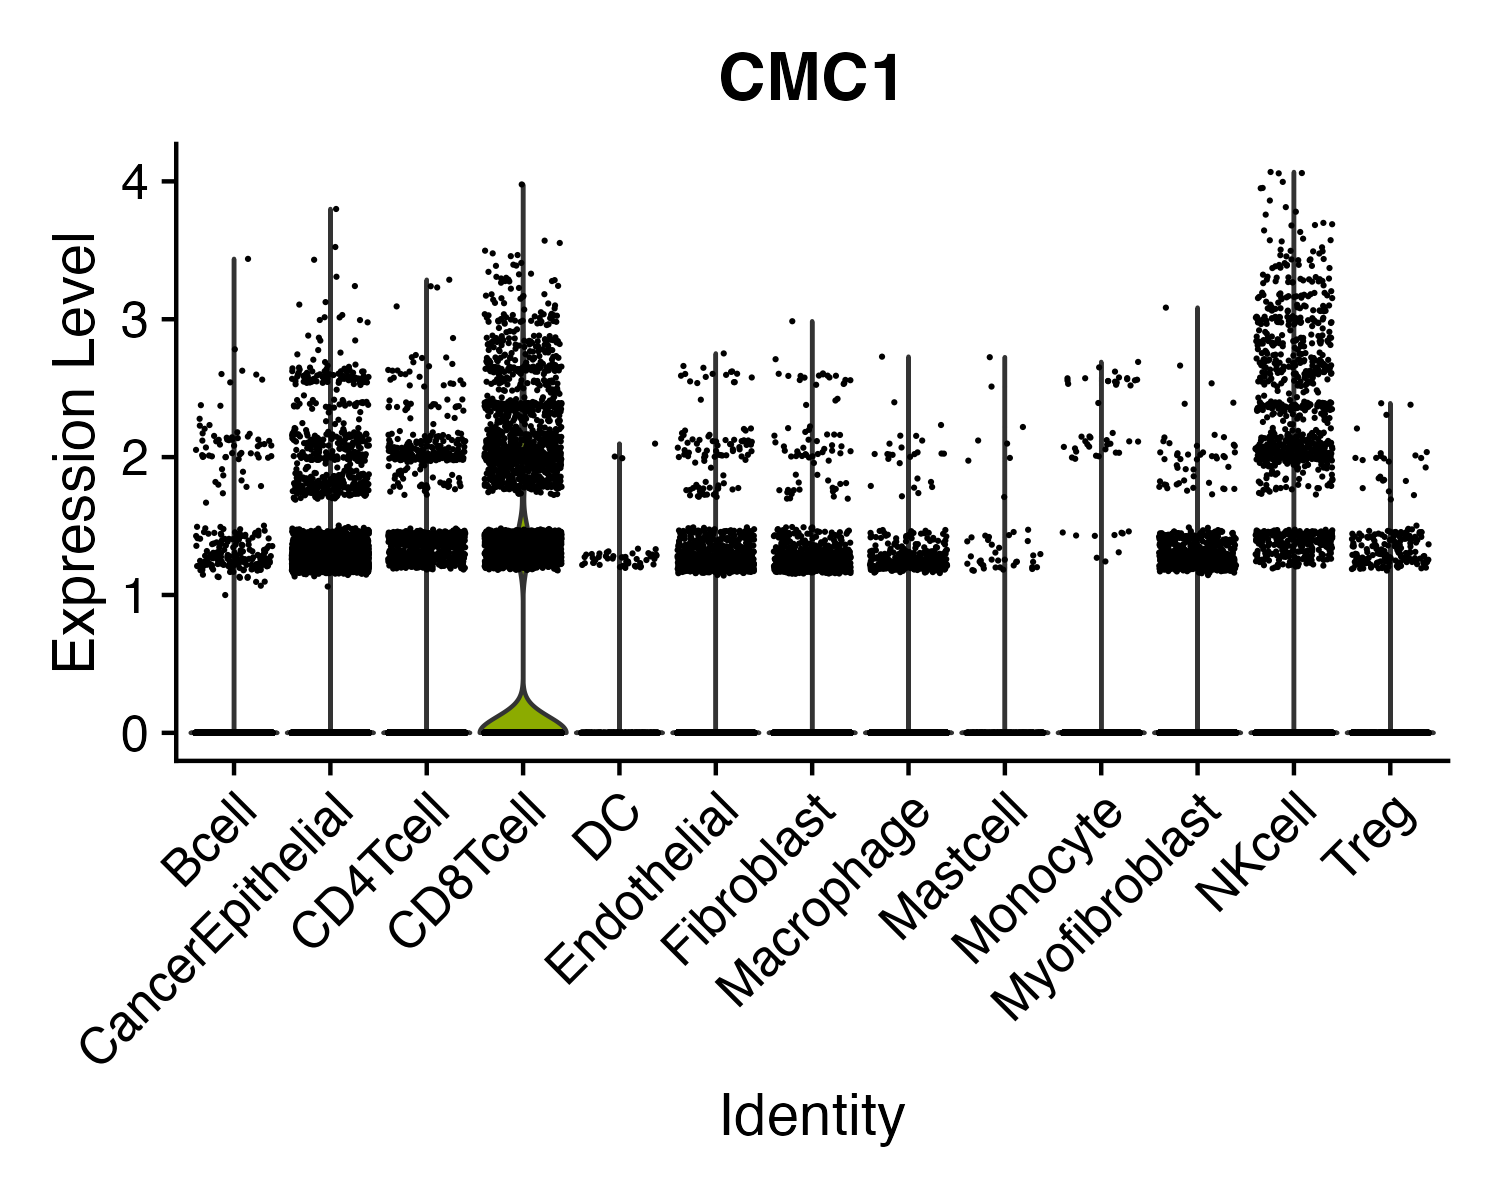 CMC1
Expression Level
4
3
2
1
0
Bcell
CancerEpithelial
CD4Tcell
CD8Tcell
DC
Endothelial
Fibroblast
Macrophage
Mastcell
Monocyte
Myofibroblast
NKcell
Treg
Identity